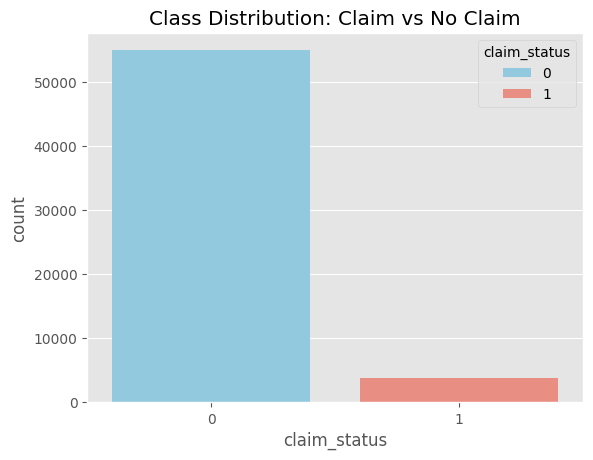 Class Distribution: Claim vs No Claim
claim_status
0
1
50000
40000
30000
20000
10000
0
count
0
1
claim_status